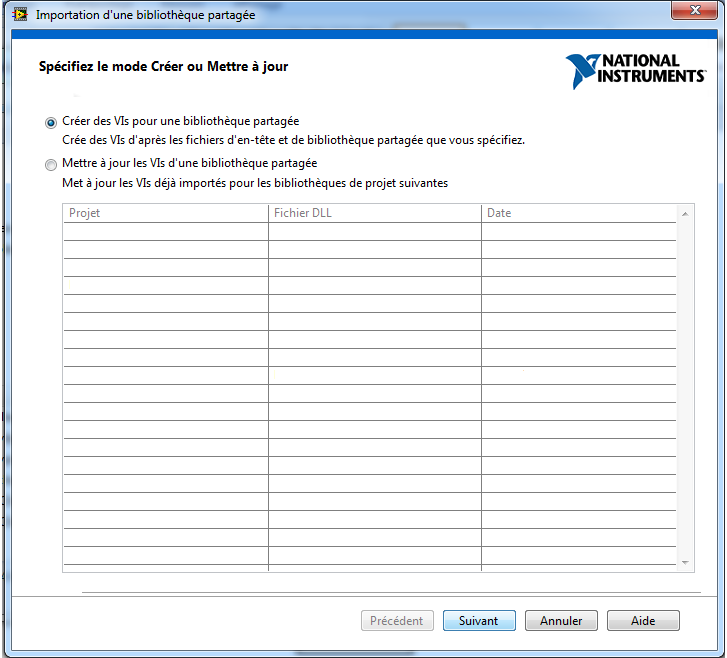 Importation d'une bibliothèque partagée
Spécifiez le mode Créer ou Mettre à jour
NATIONAL
INSTRUMENTS
Créer des VIs pour une bibliothèque partagée
Crée des VIs d'après les fichiers d'en-tête et de bibliothèque partagée que vous spécifiez.
Mettre à jour les VIs d'une bibliothèque partagée
Met à jour les VIs déjà importés pour les bibliothèques de projet suivantes
Projet Fichier DLL Date
Précédent Suivant Annuler Aide